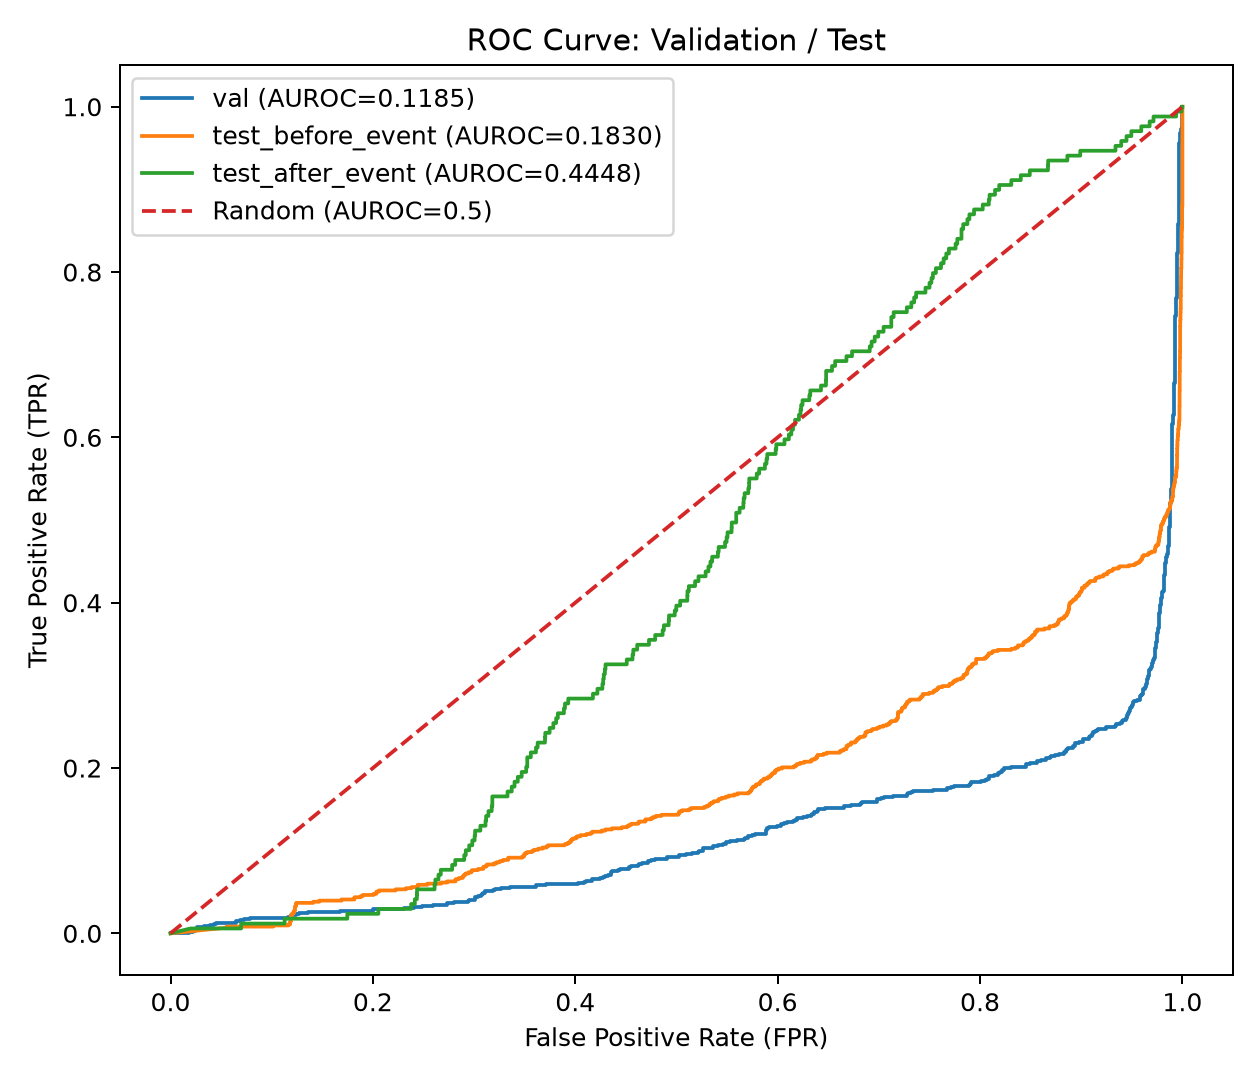 ROC Curve: Validation / Test
val (AUROC=0.1185)
test_before_event (AUROC=0.1830)
test_after_event (AUROC=0.4448)
Random (AUROC=0.5)
True Positive Rate (TPR)
1.0
0.8
0.6
0.4
0.2
0.0
0.0 0.2 0.4 0.6 0.8 1.0
False Positive Rate (FPR)